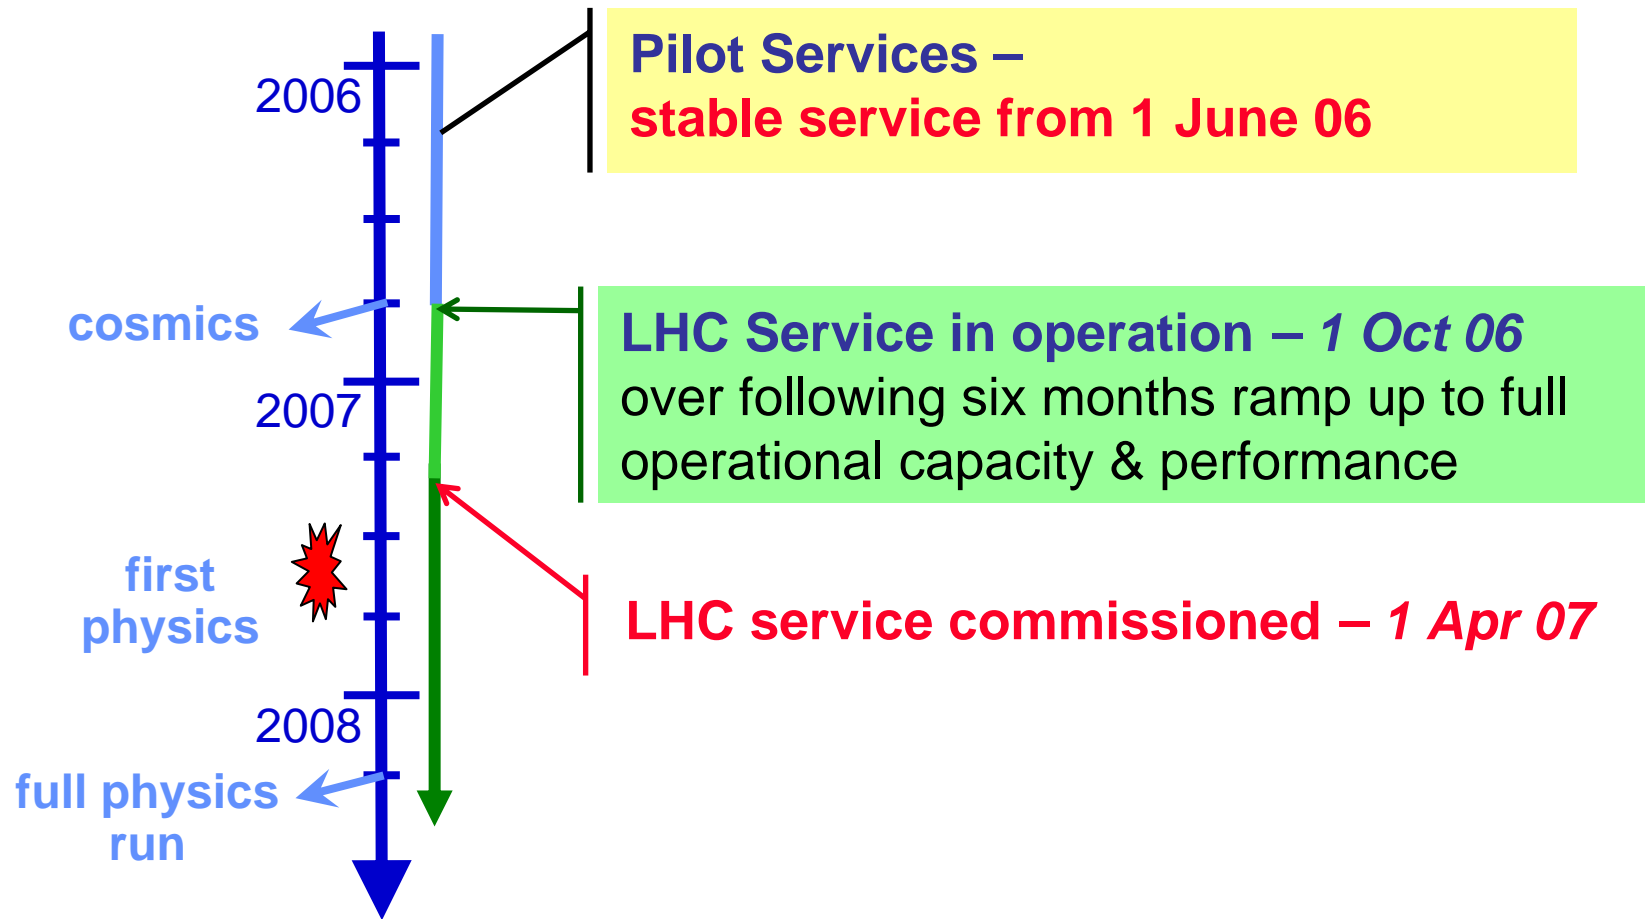 2006
Pilot Services –
stable service from 1 June 06
cosmics
LHC Service in operation – 1 Oct 06
over following six months ramp up to full
operational capacity & performance
2007
first
physics
LHC service commissioned – 1 Apr 07
2008
full physics
run